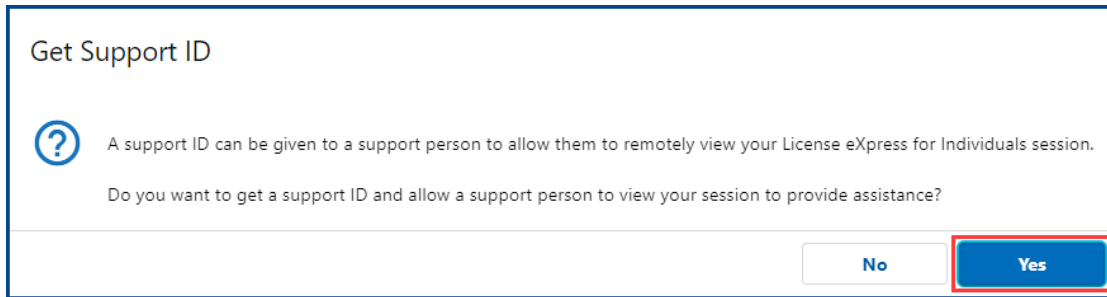 Get Support ID
A support ID can be given to a support person to allow them to remotely view your License eXpress for Individuals session.
Do you want to get a support ID and allow a support person to view your session to provide assistance?
No
Yes